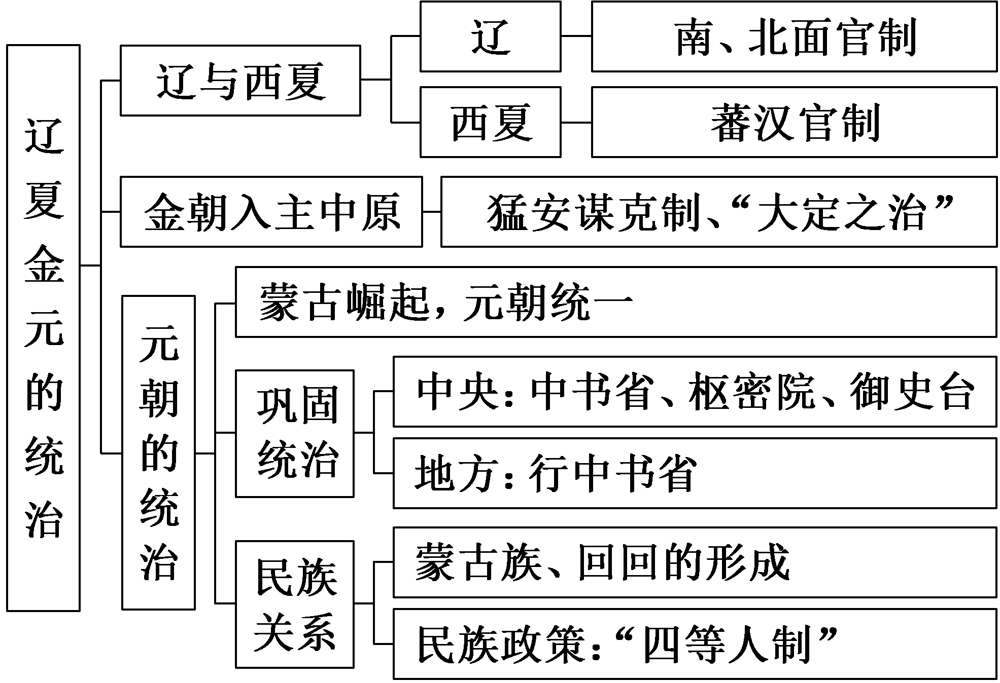 辽夏金元的统治
辽与西夏
辽
南、北面官制
西夏
蕃汉官制
金朝入主中原
猛安谋克制、“大定之治”
元朝的统治
蒙古崛起，元朝统一
巩固
统治
中央：中书省、枢密院、御史台
地方：行中书省
民族
关系
蒙古族、回回的形成
民族政策：“四等人制”